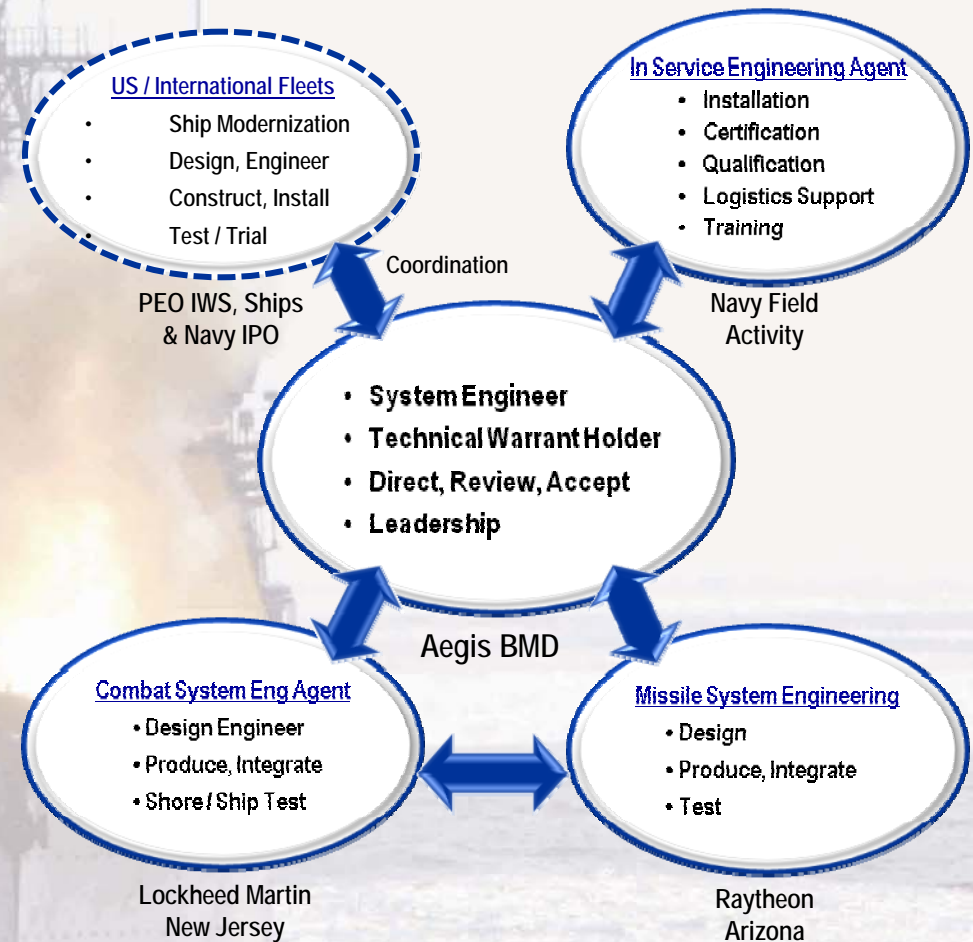 US / International Fleets
• Ship Modernization
• Design, Engineer
• Construct, Install
• Test / Trial
PEO IWS, Ships
& Navy IPO
In Service Engineering Agent
• Installation
• Certification
• Qualification
• Logistics Support
• Training
Navy Field
Activity
Coordination
• System Engineer
• Technical Warrant Holder
• Direct, Review, Accept
• Leadership
Aegis BMD
Combat System Eng Agent
• Design Engineer
• Produce, Integrate
• Shore / Ship Test
Lockheed Martin
New Jersey
Missile System Engineering
• Design
• Produce, Integrate
• Test
Raytheon
Arizona